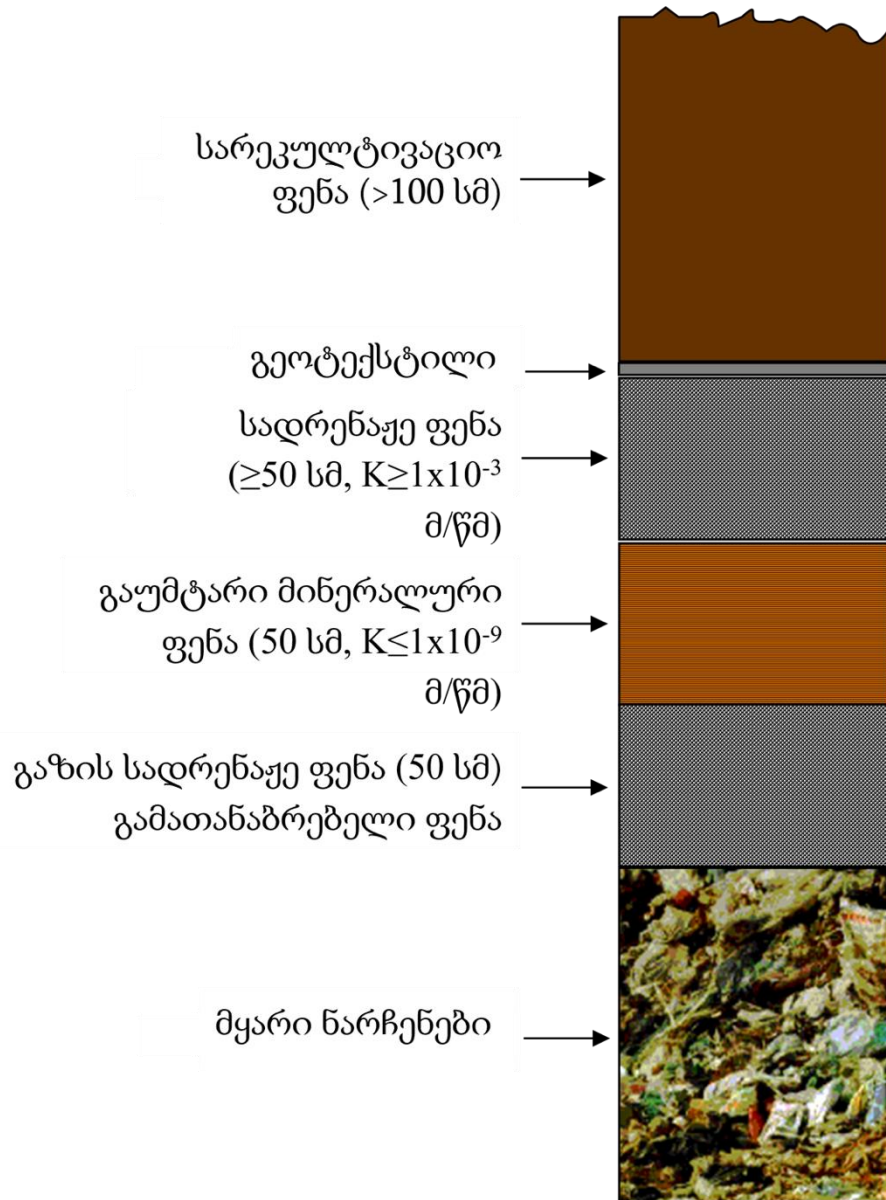 სარეკულტივაციო
ფენა (>100 სმ)
გეოტექსტილი
სადრენაჟე ფენა
(≥50 სმ, K≥1x10⁻³
მ/წმ)
გაუმტარი მინერალური
ფენა (50 სმ, K≤1x10⁻⁹
მ/წმ)
გაზის სადრენაჟე ფენა (50 სმ)
გამათანაბრებელი ფენა
მყარი ნარჩენები